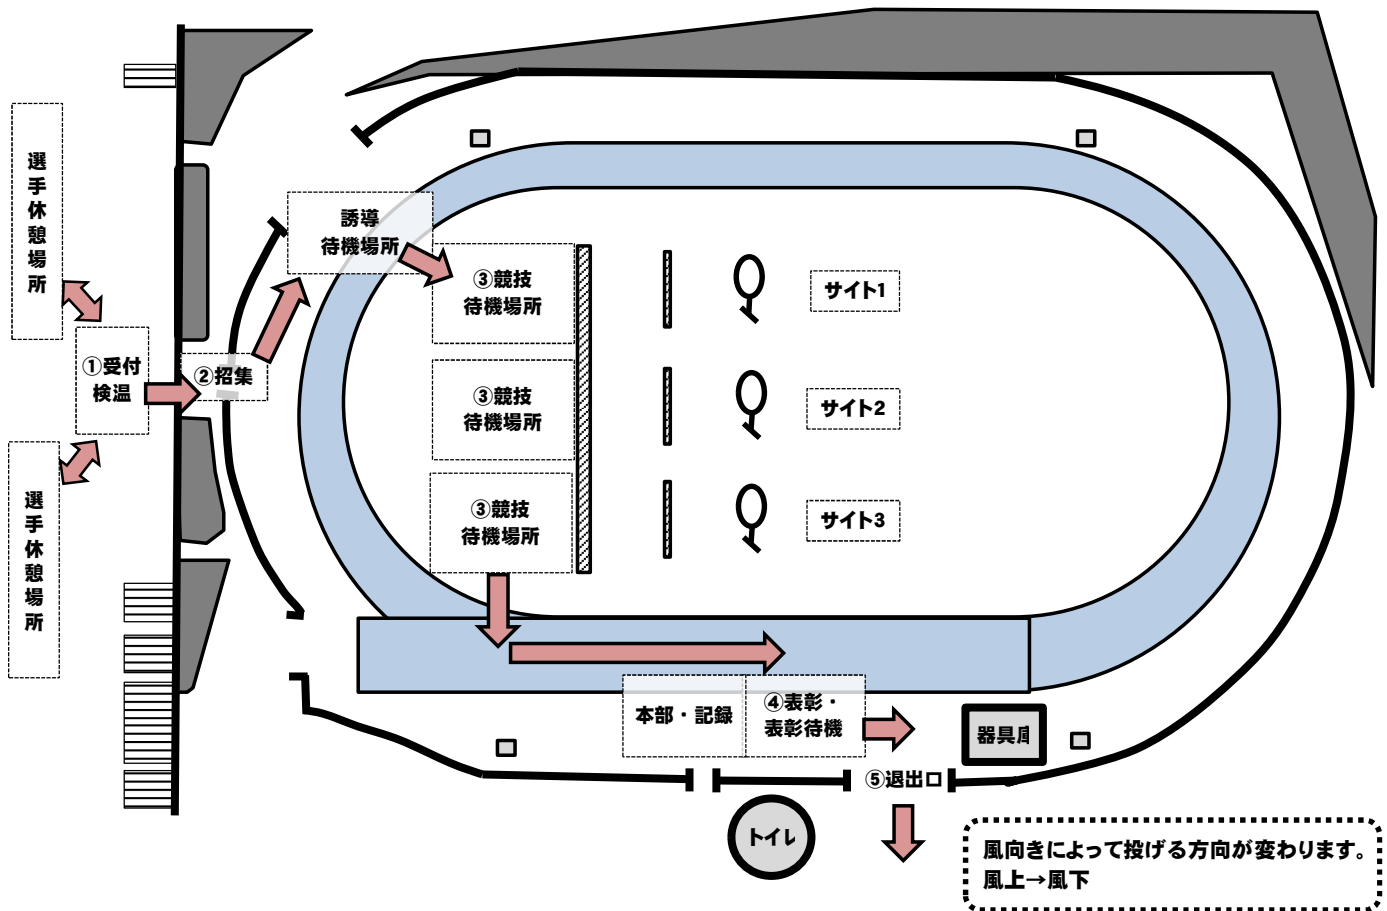 選手休憩場所
①受付
検温
選手休憩場所
②招集
誘導
待機場所
③競技
待機場所
③競技
待機場所
③競技
待機場所
サイト1
サイト2
サイト3
本部・記録
④表彰・
表彰待機
器具庫
⑤退出口
トイレ
風向きによって投げる方向が変わります。
風上→風下